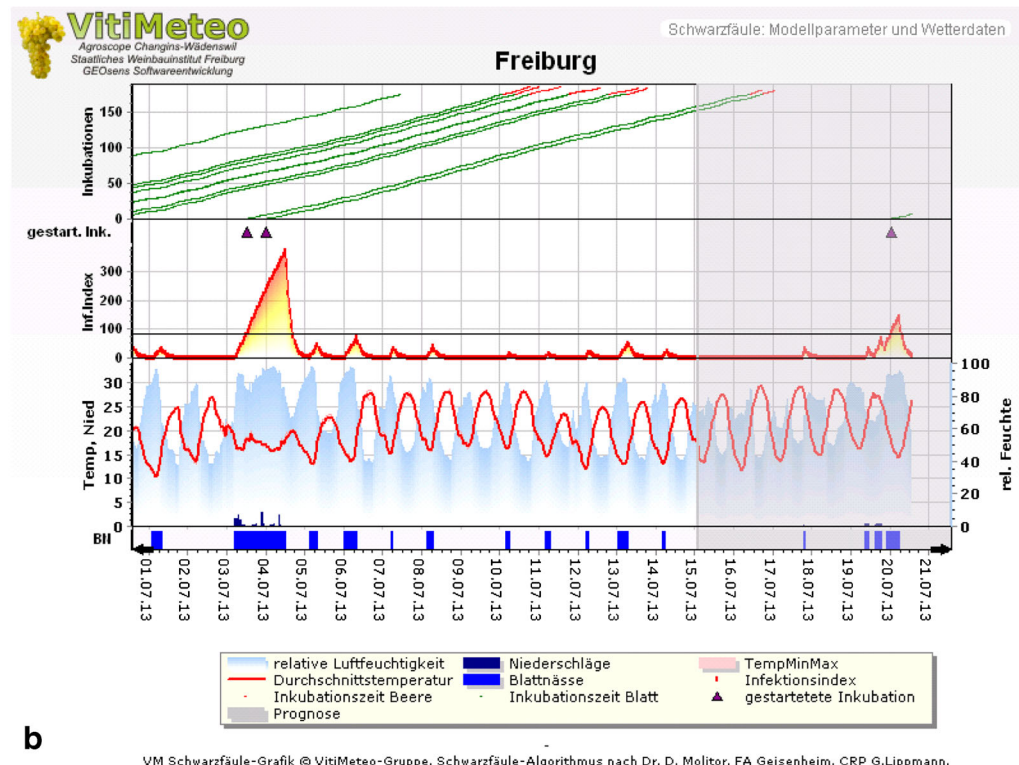 VitiMeteo
Agroscope Changins-Wädenswil
Staatliches Weinbauinstitut Freiburg
GEOsens Softwareentwicklung
Schwarzfäule: Modellparameter und Wetterdaten
Freiburg
Inkubationen
150
100
50
0
gestart. Ink.
Inf.Index
300
200
100
0
Temp, Nied
30
25
20
15
10
5
0
100
80
60
40
20
0
rel. Feuchte
BN
01.07.13
02.07.13
03.07.13
04.07.13
05.07.13
06.07.13
07.07.13
08.07.13
09.07.13
10.07.13
11.07.13
12.07.13
13.07.13
14.07.13
15.07.13
16.07.13
17.07.13
18.07.13
19.07.13
20.07.13
21.07.13
relative Luftfeuchtigkeit Niederschläge TempMinMax
Durchschnittstemperatur Blattnässe Infektionsindex
Inkubationszeit Beere Inkubationszeit Blatt gestartetete Inkubation
Prognose
b
-
VM Schwarzfäule-Grafik © VitiMeteo-Gruppe, Schwarzfäule-Algorithmus nach Dr. D. Molitor, FA Geisenheim, CRP G.Lippmann,